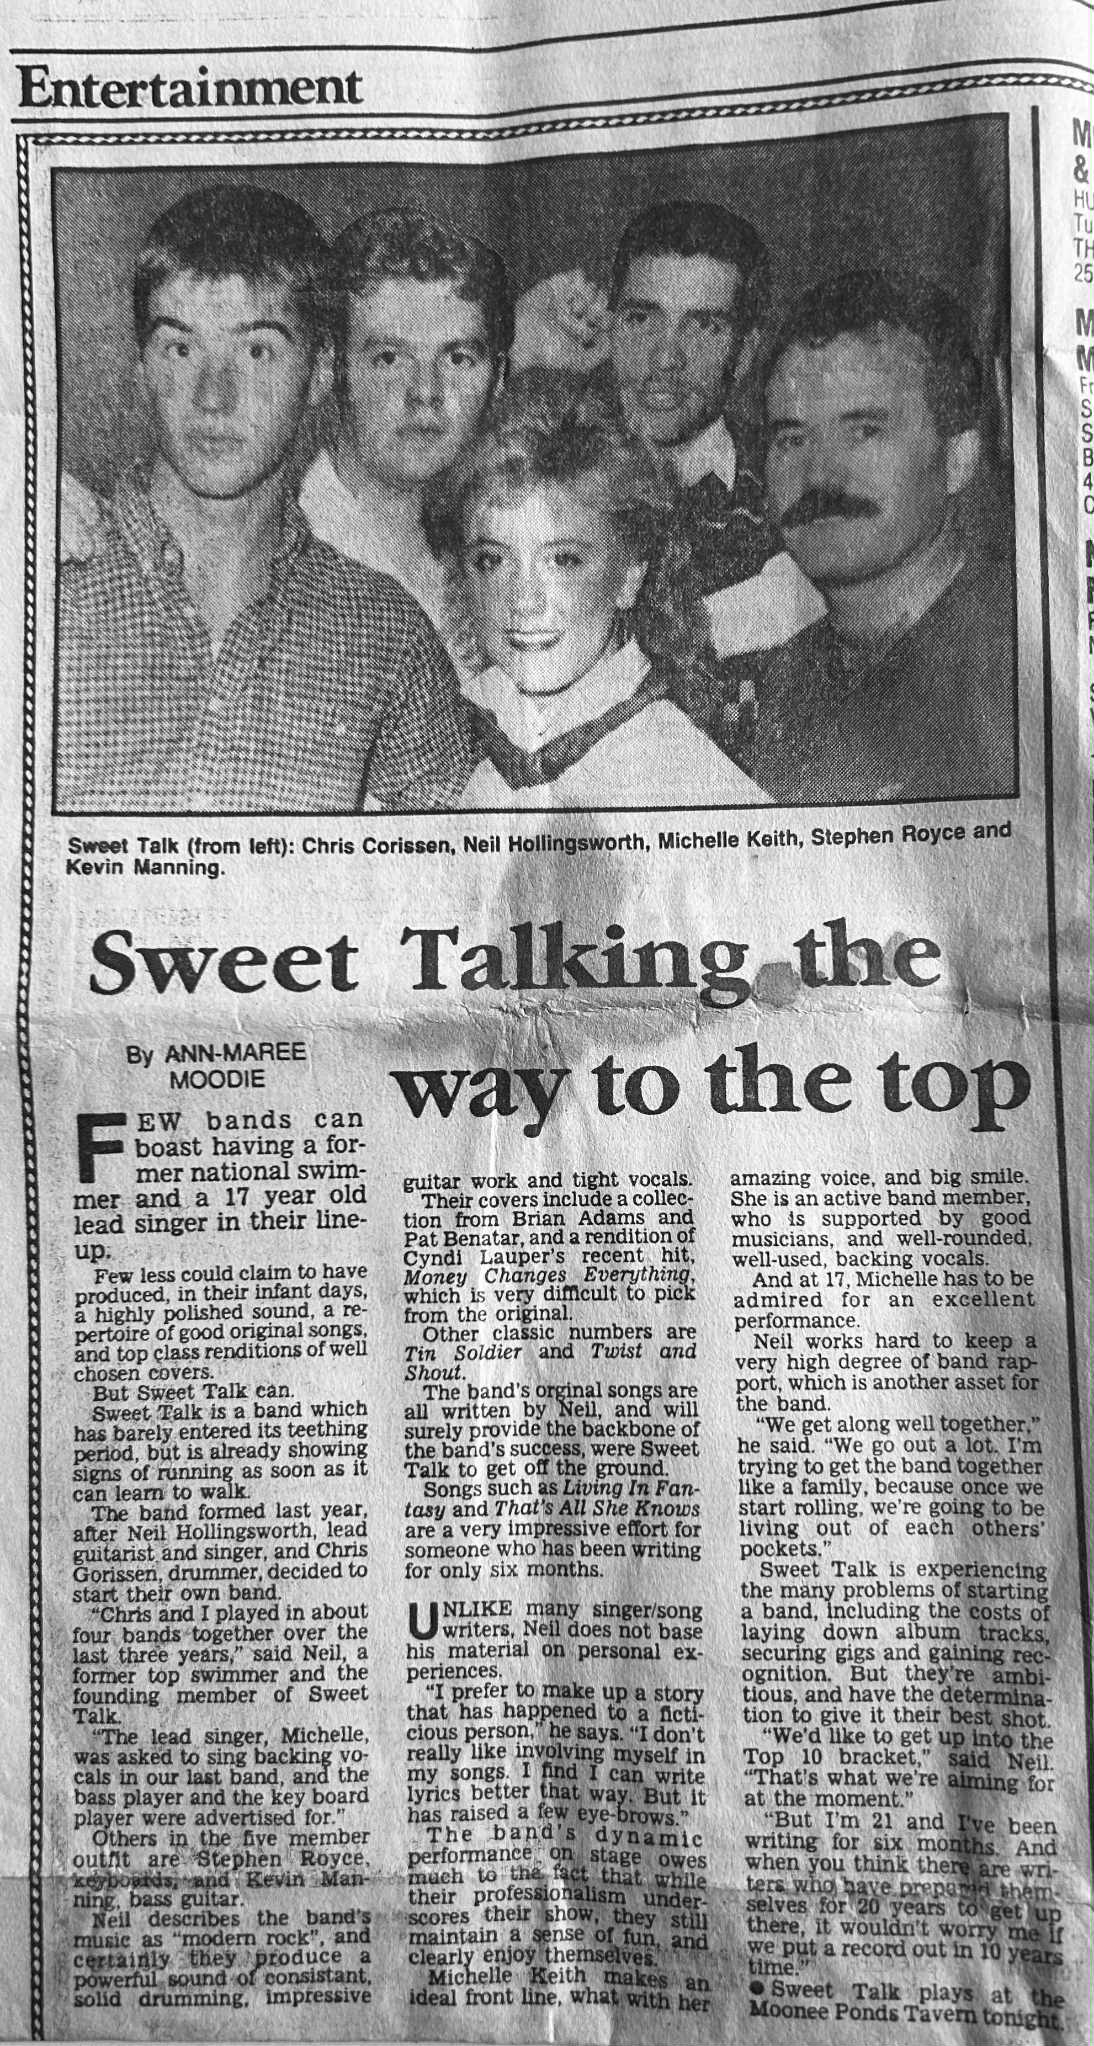 Entertainment
Sweet Talk (from left): Chris Corissen, Neil Hollingsworth, Michelle Keith, Stephen Royce and
Kevin Manning.
Sweet Talking the
way to the top
By ANN-MAREE
MOODIE
FEW bands can
boast having a for-
mer national swim-
mer and a 17 year old
lead singer in their line-
up.
Few less could claim to have
produced, in their infant days,
a highly polished sound, a re-
pertoire of good original songs,
and top class renditions of well
chosen covers.
But Sweet Talk can.
Sweet Talk is a band which
has barely entered its teething
period, but is already showing
signs of running as soon as it
can learn to walk.
The band formed last year,
after Neil Hollingsworth, lead
guitarist and singer, and Chris
Gorissen, drummer, decided to
start their own band.
"Chris and I played in about
four bands together over the
last three years," said Neil, a
former top swimmer and the
founding member of Sweet
Talk.
"The lead singer, Michelle,
was asked to sing backing vo-
cals in our last band, and the
bass player and the key board
player were advertised for."
Others in the five member
outfit are Stephen Royce,
keyboards, and Kevin Man-
ning, bass guitar.
Neil describes the band's
music as "modern rock", and
certainly they produce a
powerful sound of consistant,
solid drumming, impressive
guitar work and tight vocals.
Their covers include a collec-
tion from Brian Adams and
Pat Benatar, and a rendition of
Cyndi Lauper's recent hit,
Money Changes Everything,
which is very difficult to pick
from the original.
Other classic numbers are
Tin Soldier and Twist and
Shout.
The band's orginal songs are
all written by Neil, and will
surely provide the backbone of
the band's success, were Sweet
Talk to get off the ground.
Songs such as Living In Fan-
tasy and That's All She Knows
are a very impressive effort for
someone who has been writing
for only six months.
UNLIKE many singer/song
writers, Neil does not base
his material on personal ex-
periences.
"I prefer to make up a story
that has happened to a ficti-
cious person," he says. "I don't
really like involving myself in
my songs. I find I can write
lyrics better that way. But it
has raised a few eye-brows."
The band's dynamic
performance on stage owes
much to the fact that while
their professionalism under-
scores their show, they still
maintain a sense of fun, and
clearly enjoy themselves.
Michelle Keith makes an
ideal front line, what with her
amazing voice, and big smile.
She is an active band member,
who is supported by good
musicians, and well-rounded,
well-used, backing vocals.
And at 17, Michelle has to be
admired for an excellent
performance.
Neil works hard to keep a
very high degree of band rap-
port, which is another asset for
the band.
"We get along well together,"
he said. "We go out a lot. I'm
trying to get the band together
like a family, because once we
start rolling, we're going to be
living out of each others'
pockets."
Sweet Talk is experiencing
the many problems of starting
a band, including the costs of
laying down album tracks,
securing gigs and gaining rec-
ognition. But they're ambi-
tious, and have the determina-
tion to give it their best shot.
"We'd like to get up into the
Top 10 bracket," said Neil.
"That's what we're aiming for
at the moment."
"But I'm 21 and I've been
writing for six months. And
when you think there are wri-
ters who have prepared them-
selves for 20 years to get up
there, it wouldn't worry me if
we put a record out in 10 years
time."
● Sweet Talk plays at the
Moonee Ponds Tavern tonight.
&
HU
Tu
TH
25